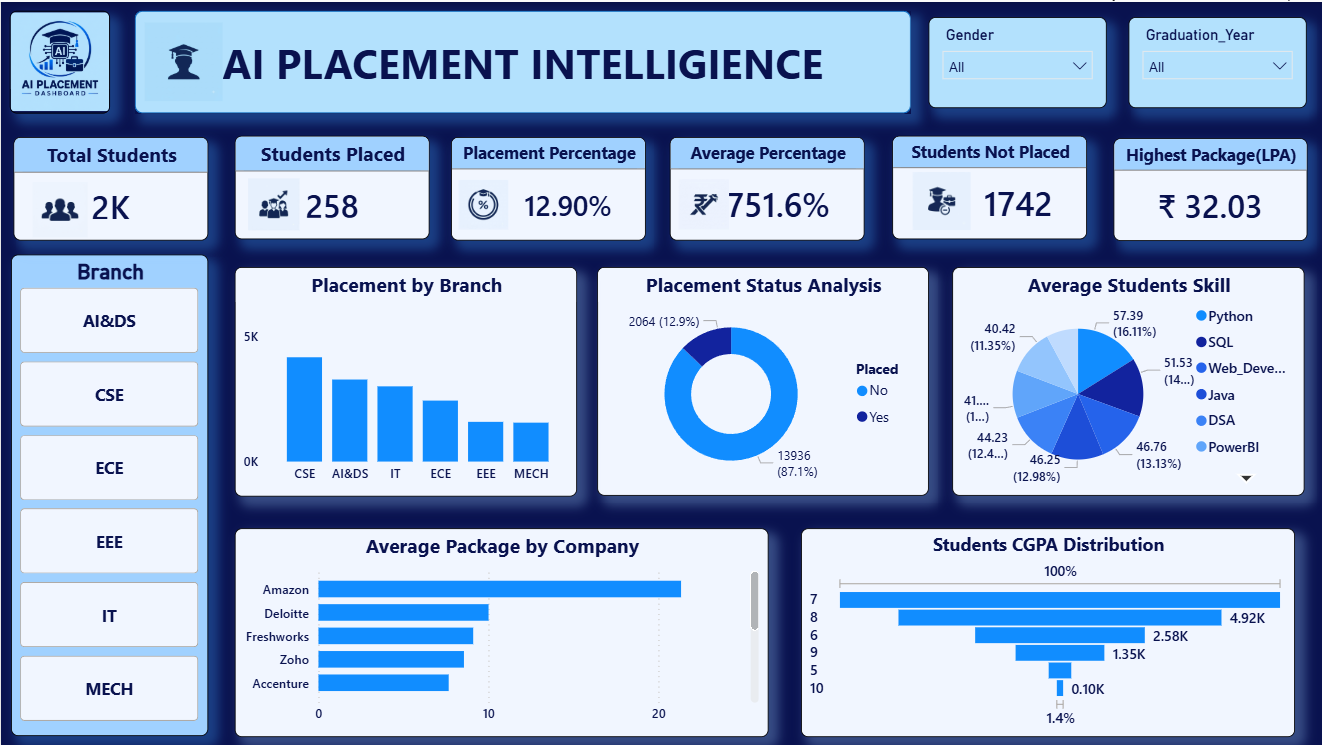 AI PLACEMENT
DASHBOARD
AI PLACEMENT INTELLIGIENCE
Gender
All
Graduation_Year
All
Total Students
2K
Students Placed
258
Placement Percentage
%
12.90%
Average Percentage
751.6%
Students Not Placed
1742
Highest Package(LPA)
₹ 32.03
Branch
AI&DS
CSE
ECE
EEE
IT
MECH
Placement by Branch
5K
0K
CSE AI&DS IT ECE EEE MECH
Placement Status Analysis
2064 (12.9%)
13936
(87.1%)
Placed
No
Yes
Average Students Skill
57.39
(16.11%)
51.53
(14...)
46.76
(13.13%)
46.25
(12.98%)
44.23
(12.4...)
41....
(1...)
40.42
(11.35%)
Python
SQL
Web_Deve...
Java
DSA
PowerBI
Average Package by Company
Amazon
Deloitte
Freshworks
Zoho
Accenture
0 10 20
Students CGPA Distribution
100%
7
8 4.92K
6 2.58K
9 1.35K
5
10 0.10K
1.4%